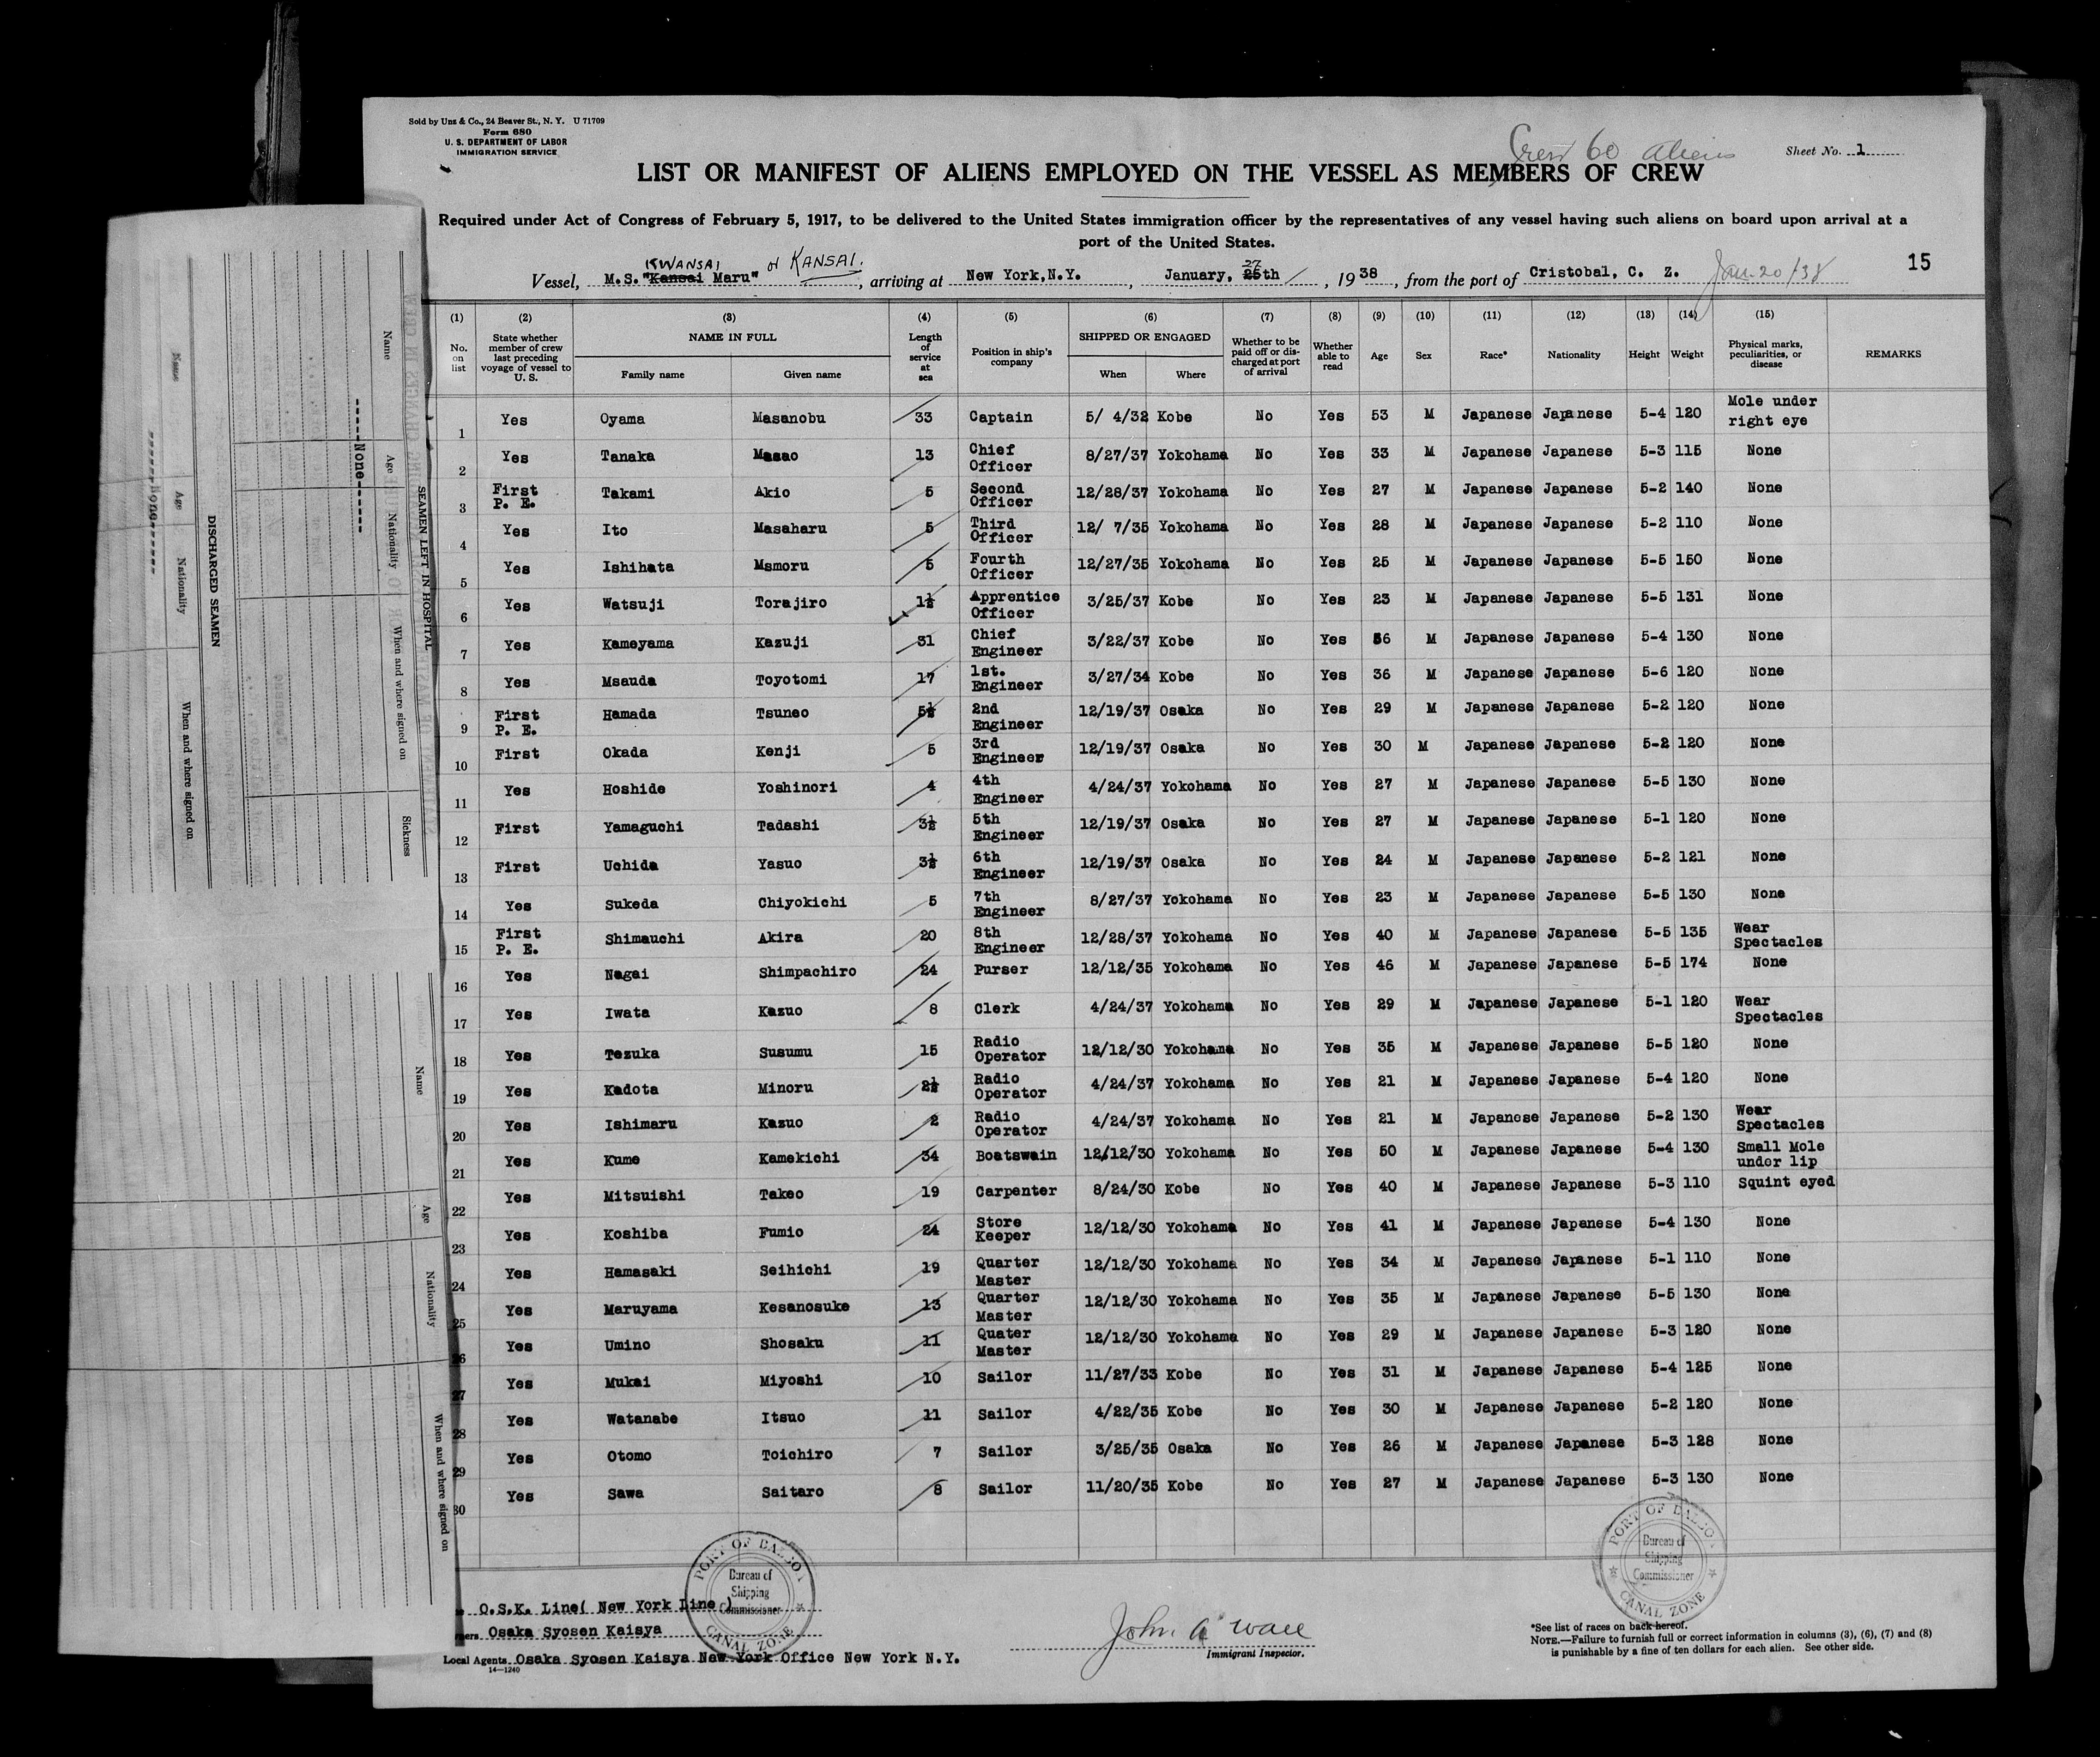 Sold by Unz & Co., 24 Beaver St., N. Y. U 71709
Form 680
U. S. DEPARTMENT OF LABOR
IMMIGRATION SERVICE
Crew 60 aliens
Sheet No. 1
LIST OR MANIFEST OF ALIENS EMPLOYED ON THE VESSEL AS MEMBERS OF CREW
Required under Act of Congress of February 5, 1917, to be delivered to the United States immigration officer by the representatives of any vessel having such aliens on board upon arrival at a
port of the United States.
KWANSAI or KANSAI.
Vessel, M.S. "Kansai Maru", arriving at New York,N.Y., January, 25th 27, 1938, from the port of Cristobal, C. Z. Jan. 20/38
15
(1) (2) (3) (4) (5) (6) (7) (8) (9) (10) (11) (12) (13) (14) (15)
No. on list State whether member of crew last preceding voyage of vessel to U. S. NAME IN FULL Family name Given name Length of service at sea Position in ship's company SHIPPED OR ENGAGED When Where Whether to be paid off or discharged at port of arrival Whether able to read Age Sex Race* Nationality Height Weight Physical marks, peculiarities, or disease REMARKS
1 Yes Oyama Masanobu 33 Captain 5/ 4/32 Kobe No Yes 53 M Japanese Japanese 5-4 120 Mole under right eye
2 Yes Tanaka Masao 13 Chief Officer 8/27/37 Yokohama No Yes 33 M Japanese Japanese 5-3 115 None
3 First P. E. Takami Akio 5 Second Officer 12/28/37 Yokohama No Yes 27 M Japanese Japanese 5-2 140 None
4 Yes Ito Masaharu 5 Third Officer 12/ 7/35 Yokohama No Yes 28 M Japanese Japanese 5-2 110 None
5 Yes Ishihata Msmoru 5 Fourth Officer 12/27/35 Yokohama No Yes 25 M Japanese Japanese 5-5 150 None
6 Yes Watsuji Torajiro 1½ Apprentice Officer 3/25/37 Kobe No Yes 23 M Japanese Japanese 5-5 131 None
7 Yes Kameyama Kazuji 31 Chief Engineer 3/22/37 Kobe No Yes 56 M Japanese Japanese 5-4 130 None
8 Yes Msauda Toyotomi 17 1st. Engineer 3/27/34 Kobe No Yes 36 M Japanese Japanese 5-6 120 None
9 First P. E. Hamada Tsuneo 5½ 2nd Engineer 12/19/37 Osaka No Yes 29 M Japanese Japanese 5-2 120 None
10 First Okada Kenji 5 3rd Engineer 12/19/37 Osaka No Yes 30 M Japanese Japanese 5-2 120 None
11 Yes Hoshide Yoshinori 4 4th Engineer 4/24/37 Yokohama No Yes 27 M Japanese Japanese 5-5 130 None
12 First Yamaguchi Tadashi 3½ 5th Engineer 12/19/37 Osaka No Yes 27 M Japanese Japanese 5-1 120 None
13 First Uchida Yasuo 3½ 6th Engineer 12/19/37 Osaka No Yes 24 M Japanese Japanese 5-2 121 None
14 Yes Sukeda Chiyokichi 5 7th Engineer 8/27/37 Yokohama No Yes 23 M Japanese Japanese 5-5 130 None
15 First P. E. Shimauchi Akira 20 8th Engineer 12/28/37 Yokohama No Yes 40 M Japanese Japanese 5-5 135 Wear Spectacles
16 Yes Nagai Shimpachiro 24 Purser 12/12/35 Yokohama No Yes 46 M Japanese Japanese 5-5 174 None
17 Yes Iwata Kazuo 8 Clerk 4/24/37 Yokohama No Yes 29 M Japanese Japanese 5-1 120 Wear Spectacles
18 Yes Tezuka Susumu 15 Radio Operator 12/12/30 Yokohama No Yes 35 M Japanese Japanese 5-5 120 None
19 Yes Kadota Minoru 2½ Radio Operator 4/24/37 Yokohama No Yes 21 M Japanese Japanese 5-4 120 None
20 Yes Ishimaru Kazuo 2 Radio Operator 4/24/37 Yokohama No Yes 21 M Japanese Japanese 5-2 130 Wear Spectacles
21 Yes Kume Kamekichi 34 Boatswain 12/12/30 Yokohama No Yes 50 M Japanese Japanese 5-4 130 Small Mole under lip
22 Yes Mitsuishi Takeo 19 Carpenter 8/24/30 Kobe No Yes 40 M Japanese Japanese 5-3 110 Squint eyed
23 Yes Koshiba Fumio 24 Store Keeper 12/12/30 Yokohama No Yes 41 M Japanese Japanese 5-4 130 None
24 Yes Hamasaki Seihichi 19 Quarter Master 12/12/30 Yokohama No Yes 34 M Japanese Japanese 5-1 110 None
25 Yes Maruyama Kesanosuke 13 Quarter Master 12/12/30 Yokohama No Yes 35 M Japanese Japanese 5-5 130 None
26 Yes Umino Shosaku 11 Quater Master 12/12/30 Yokohama No Yes 29 M Japanese Japanese 5-3 120 None
27 Yes Mukai Miyoshi 10 Sailor 11/27/33 Kobe No Yes 31 M Japanese Japanese 5-4 125 None
28 Yes Watanabe Itsuo 11 Sailor 4/22/35 Kobe No Yes 30 M Japanese Japanese 5-2 120 None
29 Yes Otomo Toichiro 7 Sailor 3/25/35 Osaka No Yes 26 M Japanese Japanese 5-3 128 None
30 Yes Sawa Saitaro 8 Sailor 11/20/35 Kobe No Yes 27 M Japanese Japanese 5-3 130 None
O.S.K. Line( New York Line )
Osaka Syosen Kaisya
Local Agents Osaka Syosen Kaisya New York Office New York N.Y.
14—1240
PORT OF BALBOA
Bureau of
Shipping
Commissioner
CANAL ZONE
John A Wall
Immigrant Inspector.
PORT OF BALBOA
Bureau of
Shipping
Commissioner
CANAL ZONE
*See list of races on back hereof.
NOTE.—Failure to furnish full or correct information in columns (3), (6), (7) and (8)
is punishable by a fine of ten dollars for each alien. See other side.
SEAMEN LEFT IN HOSPITAL
Name Age Nationality When and where signed on Sickness
-----None-----
DISCHARGED SEAMEN
Name Age Nationality When and where signed on
-----None-----
Name Age Nationality When and where signed on